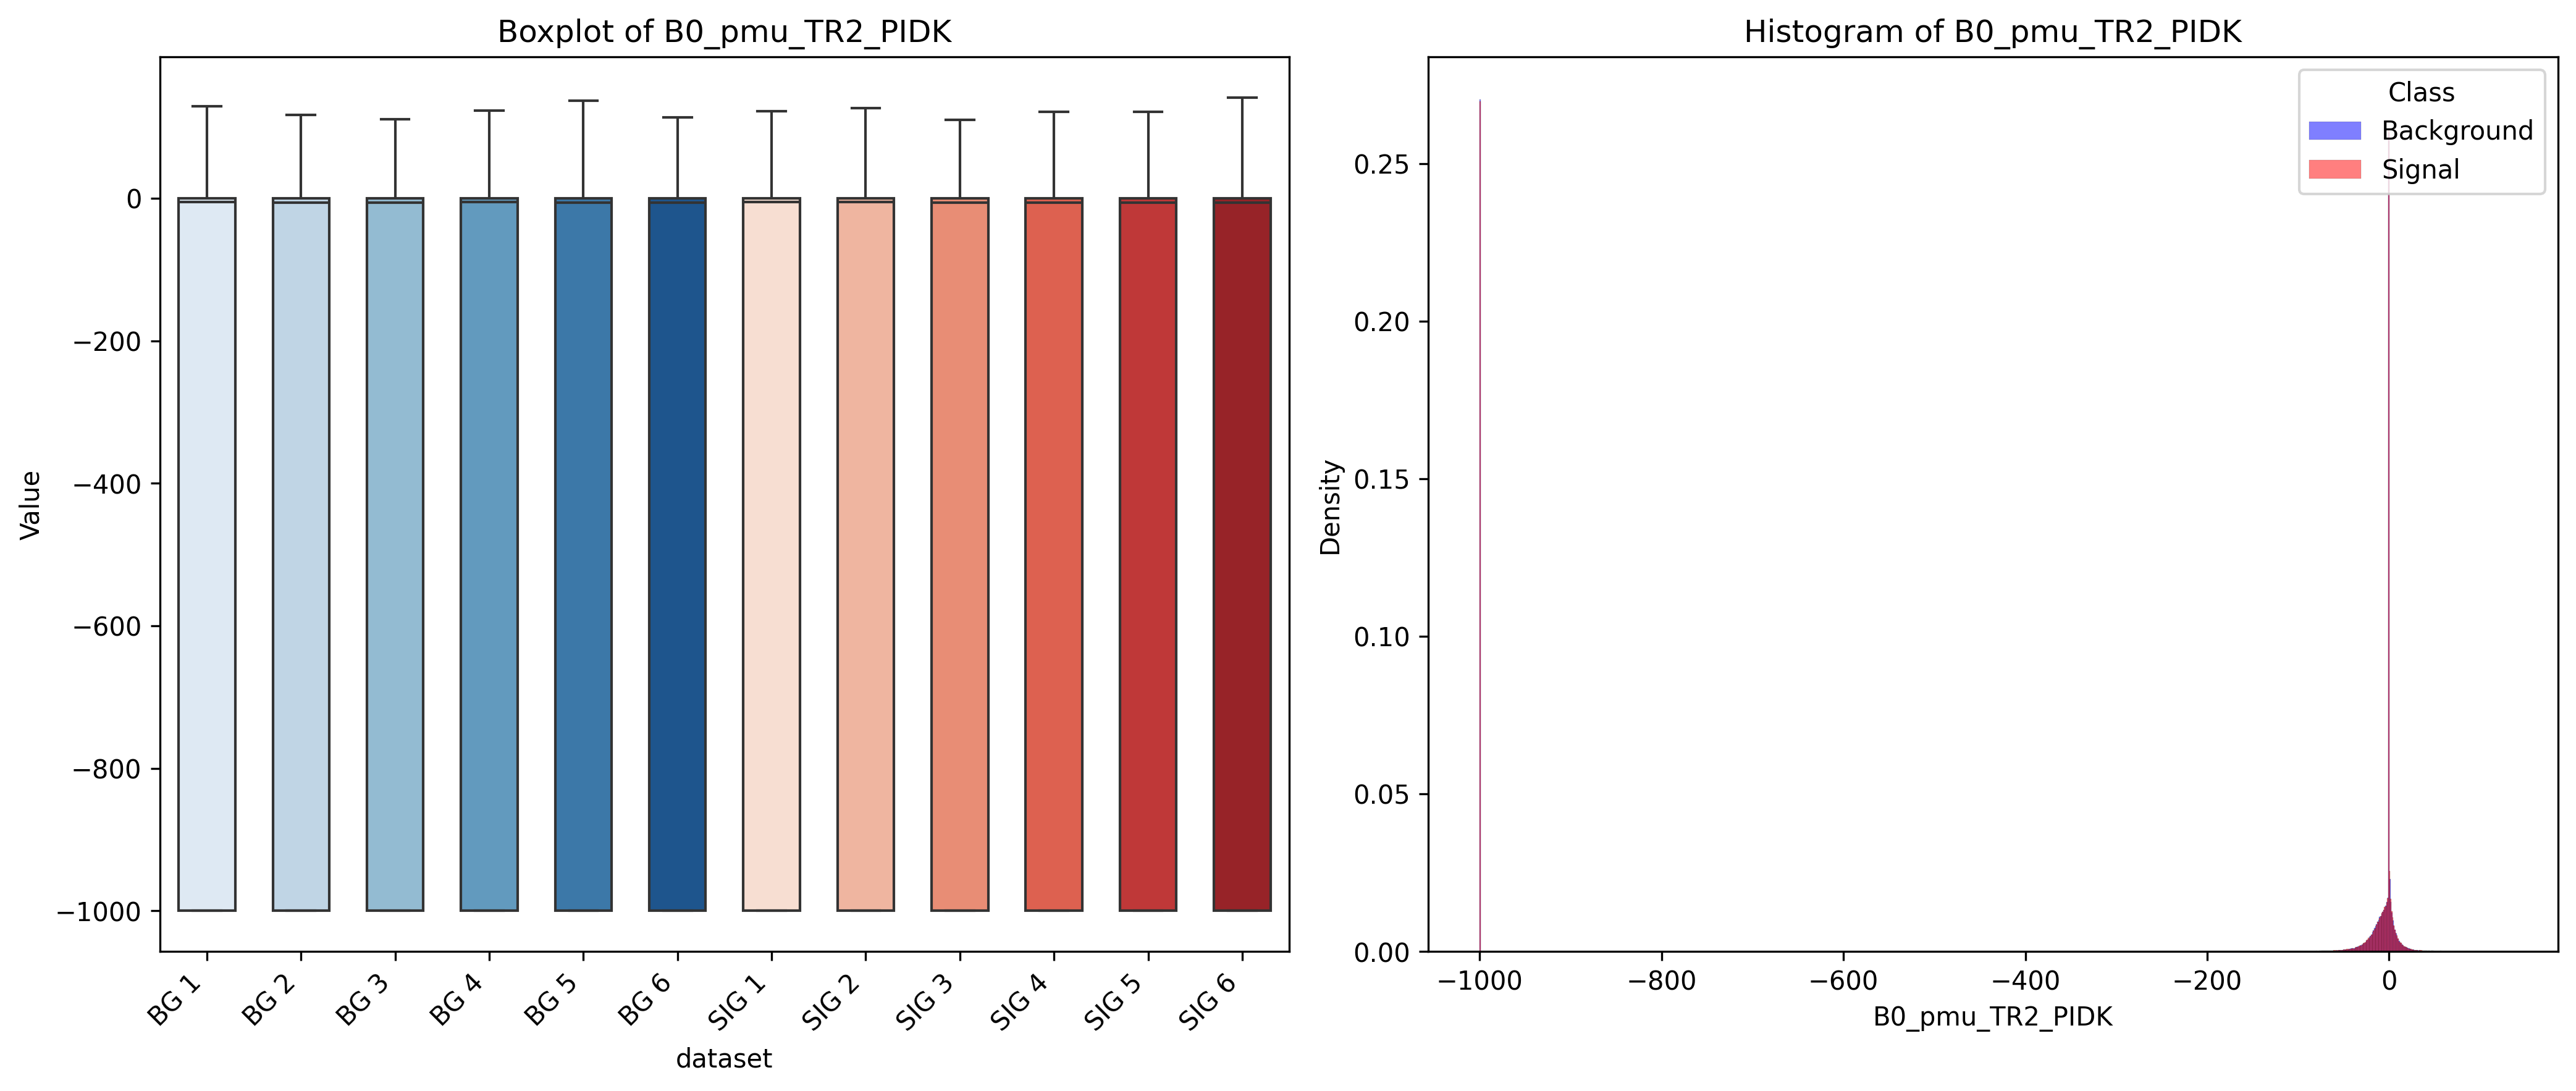 Boxplot of B0_pmu_TR2_PIDK
Value
0
−200
−400
−600
−800
−1000
BG 1
BG 2
BG 3
BG 4
BG 5
BG 6
SIG 1
SIG 2
SIG 3
SIG 4
SIG 5
SIG 6
dataset
Histogram of B0_pmu_TR2_PIDK
Class
Background
Signal
Density
0.25
0.20
0.15
0.10
0.05
0.00
−1000
−800
−600
−400
−200
0
B0_pmu_TR2_PIDK